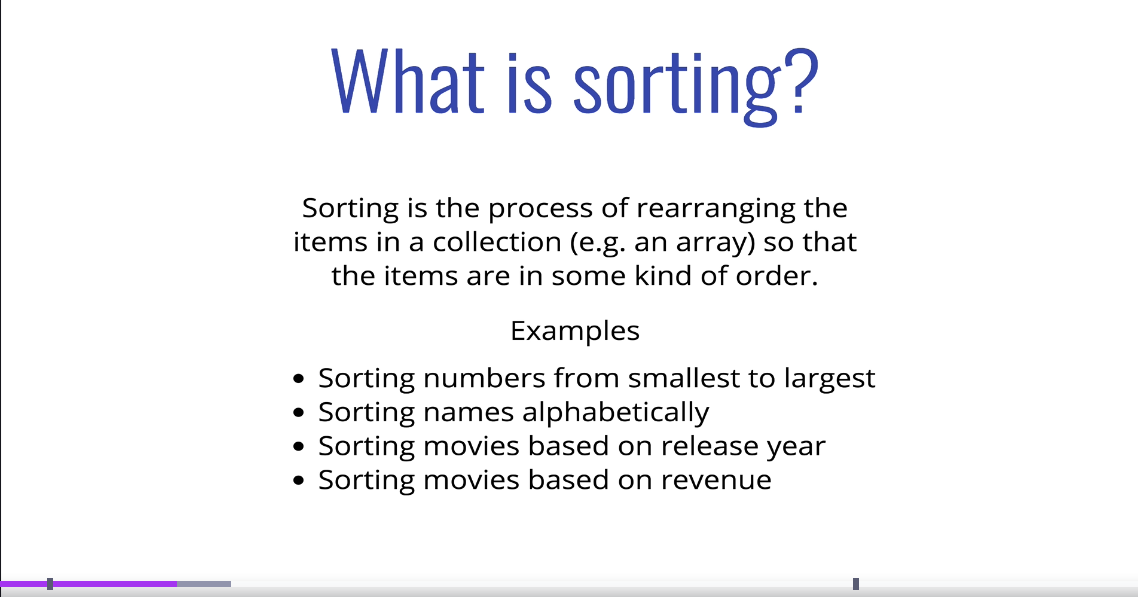 What is sorting?
Sorting is the process of rearranging the
items in a collection (e.g. an array) so that
the items are in some kind of order.
Examples
• Sorting numbers from smallest to largest
• Sorting names alphabetically
• Sorting movies based on release year
• Sorting movies based on revenue